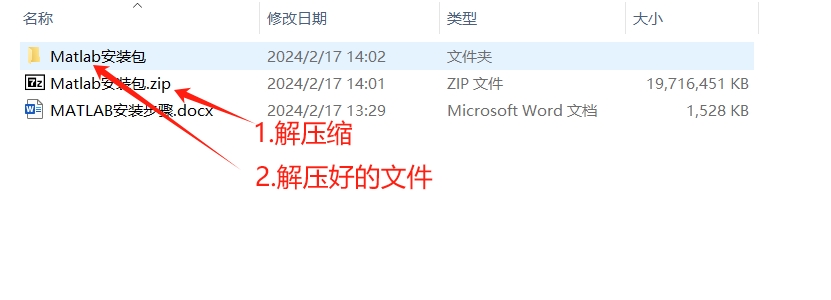 名称 修改日期 类型 大小
Matlab安装包 2024/2/17 14:02 文件夹
Matlab安装包.zip 2024/2/17 14:01 ZIP 文件 19,716,451 KB
MATLAB安装步骤.docx 2024/2/17 13:29 Microsoft Word 文档 1,528 KB
1.解压缩
2.解压好的文件